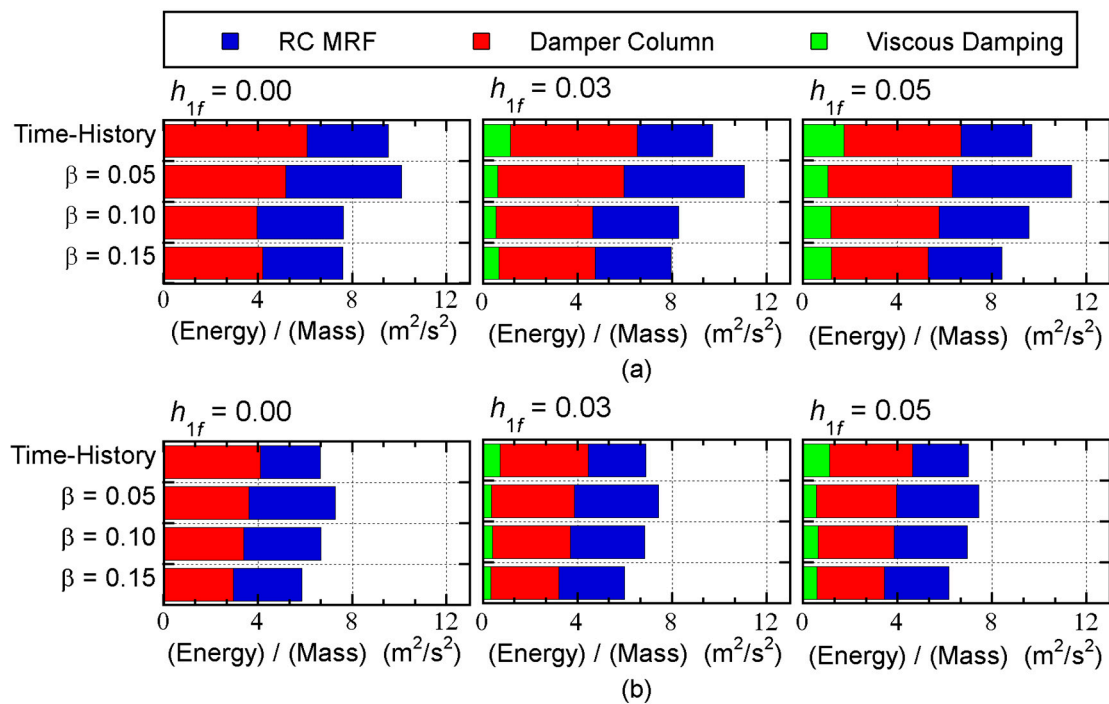 RC MRF Damper Column Viscous Damping
h1f = 0.00 h1f = 0.03 h1f = 0.05
Time-History
β = 0.05
β = 0.10
β = 0.15
0 4 8 12 0 4 8 12 0 4 8 12
(Energy) / (Mass) (m²/s²) (Energy) / (Mass) (m²/s²) (Energy) / (Mass) (m²/s²)
(a)
h1f = 0.00 h1f = 0.03 h1f = 0.05
Time-History
β = 0.05
β = 0.10
β = 0.15
0 4 8 12 0 4 8 12 0 4 8 12
(Energy) / (Mass) (m²/s²) (Energy) / (Mass) (m²/s²) (Energy) / (Mass) (m²/s²)
(b)